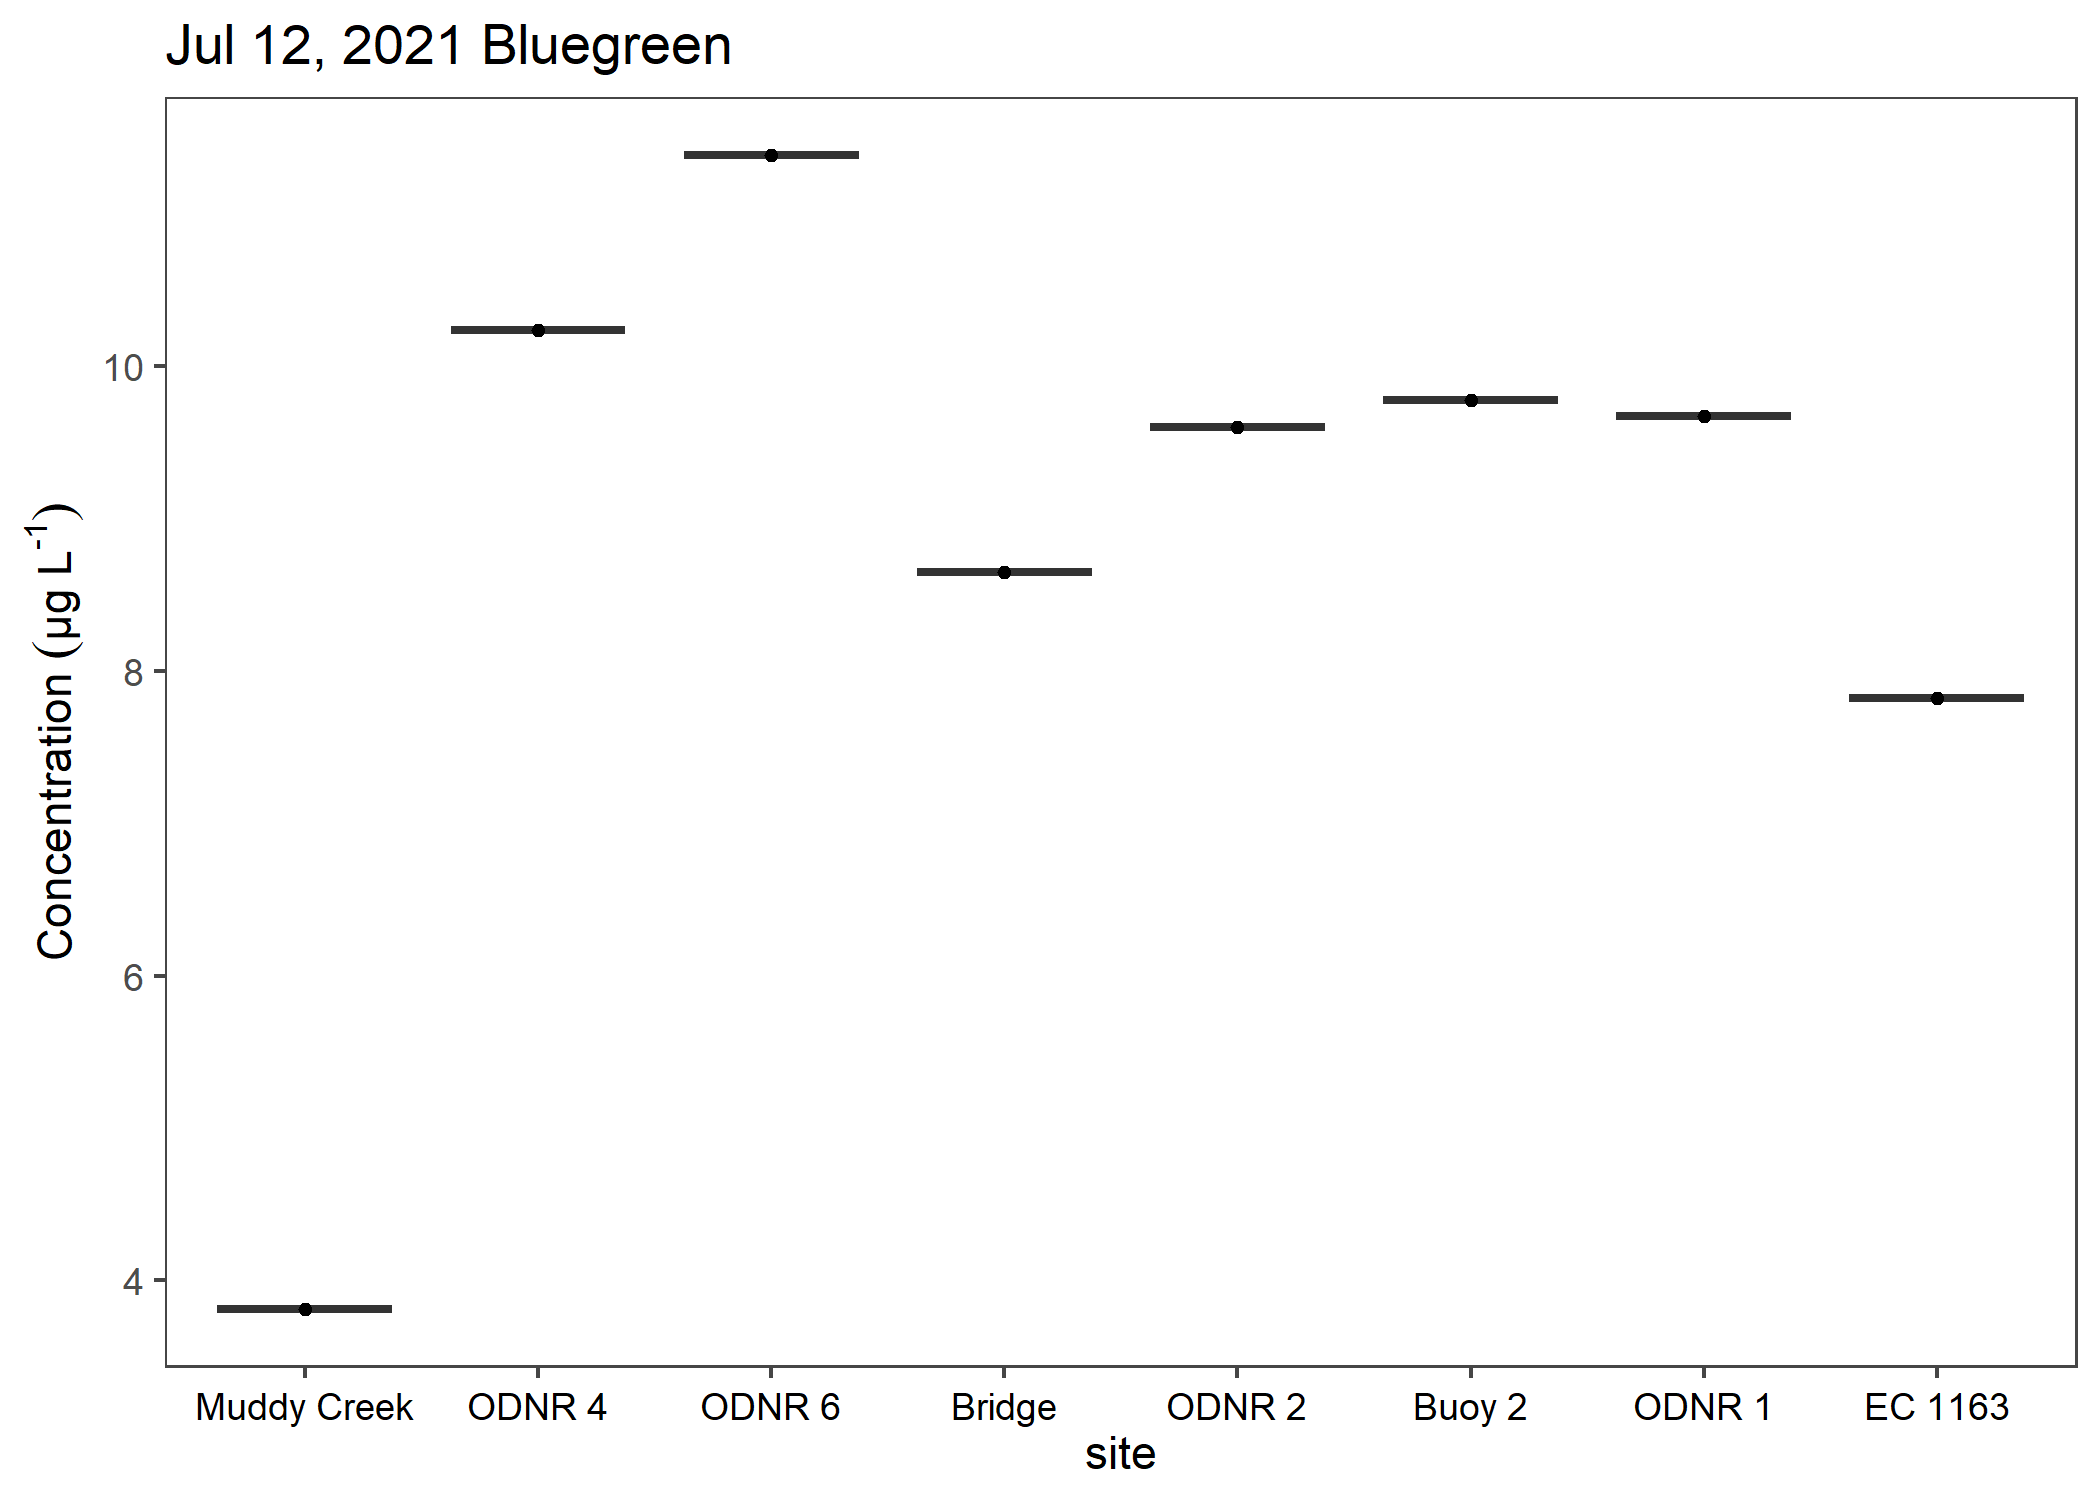 Jul 12, 2021 Bluegreen
Concentration (µg L⁻¹)
10
8
6
4
Muddy Creek ODNR 4 ODNR 6 Bridge ODNR 2 Buoy 2 ODNR 1 EC 1163
site